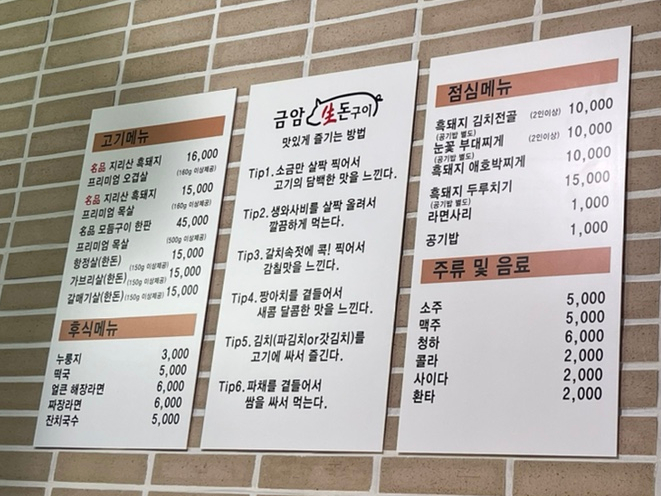 고기메뉴
名品 지리산 흑돼지 16,000
프리미엄 오겹살 (160g 이상제공)
名品 지리산 흑돼지 15,000
프리미엄 목살 (160g 이상제공)
名品 모듬구이 한판 45,000
프리미엄 목살 (500g 이상제공)
항정살(한돈) (150g 이상제공) 15,000
가브리살(한돈) (150g 이상제공) 15,000
갈매기살(한돈) (150g 이상제공) 15,000
후식메뉴
누룽지 3,000
떡국 5,000
얼큰 해장라면 6,000
짜장라면 6,000
잔치국수 5,000
금암 生 돈구이
맛있게 즐기는 방법
Tip1. 소금만 살짝 찍어서
고기의 담백한 맛을 느낀다.
Tip2. 생와사비를 살짝 올려서
깔끔하게 먹는다.
Tip3. 갈치속젓에 콕! 찍어서
감칠맛을 느낀다.
Tip4. 짱아치를 곁들어서
새콤 달콤한 맛을 느낀다.
Tip5. 김치(파김치or갓김치)를
고기에 싸서 즐긴다.
Tip6. 파채를 곁들어서
쌈을 싸서 먹는다.
점심메뉴
흑돼지 김치전골 (2인이상) 10,000
(공기밥 별도)
눈꽃 부대찌게 (2인이상) 10,000
(공기밥 별도)
흑돼지 애호박찌게 10,000
흑돼지 두루치기 15,000
(공기밥 별도)
라면사리 1,000
공기밥 1,000
주류 및 음료
소주 5,000
맥주 5,000
청하 6,000
콜라 2,000
사이다 2,000
환타 2,000